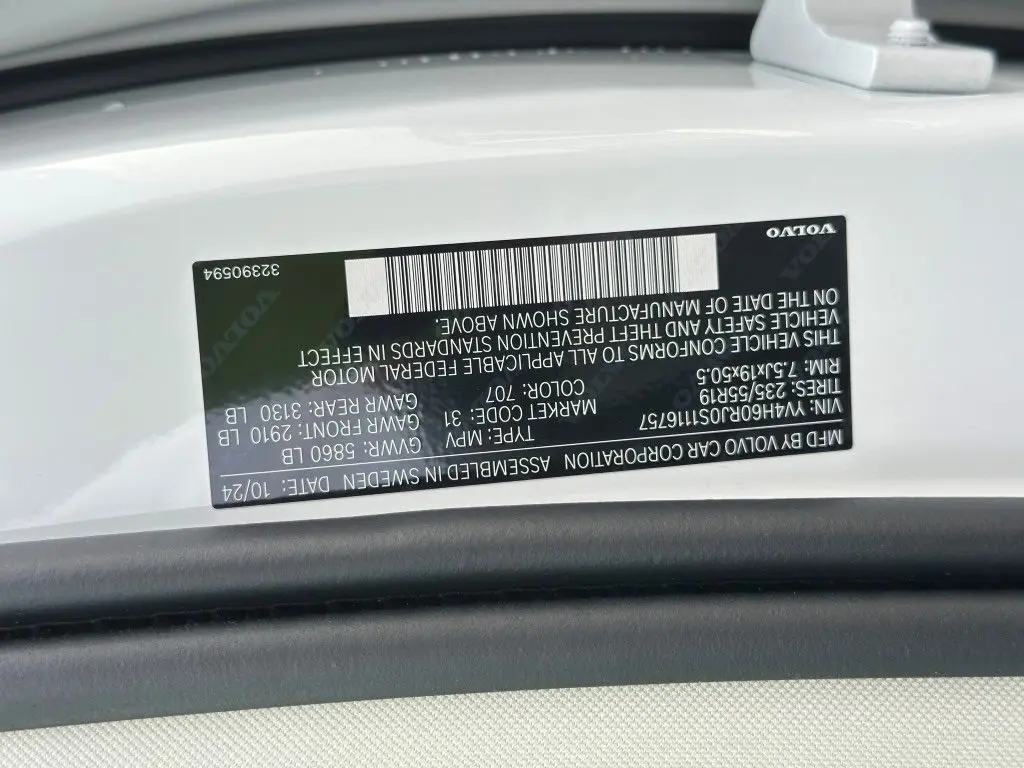 MFD BY VOLVO CAR CORPORATION ASSEMBLED IN SWEDEN DATE: 10/24
VIN: YV4H60RJ0S1116757 TYPE: MPV GVWR: 5860 LB
TIRES: 235/55R19 MARKET CODE: 31 GAWR FRONT: 2910 LB
RIM: 7.5Jx19x50.5 COLOR: 707 GAWR REAR: 3130 LB
THIS VEHICLE CONFORMS TO ALL APPLICABLE FEDERAL MOTOR
VEHICLE SAFETY AND THEFT PREVENTION STANDARDS IN EFFECT
ON THE DATE OF MANUFACTURE SHOWN ABOVE.
VOLVO 32390594